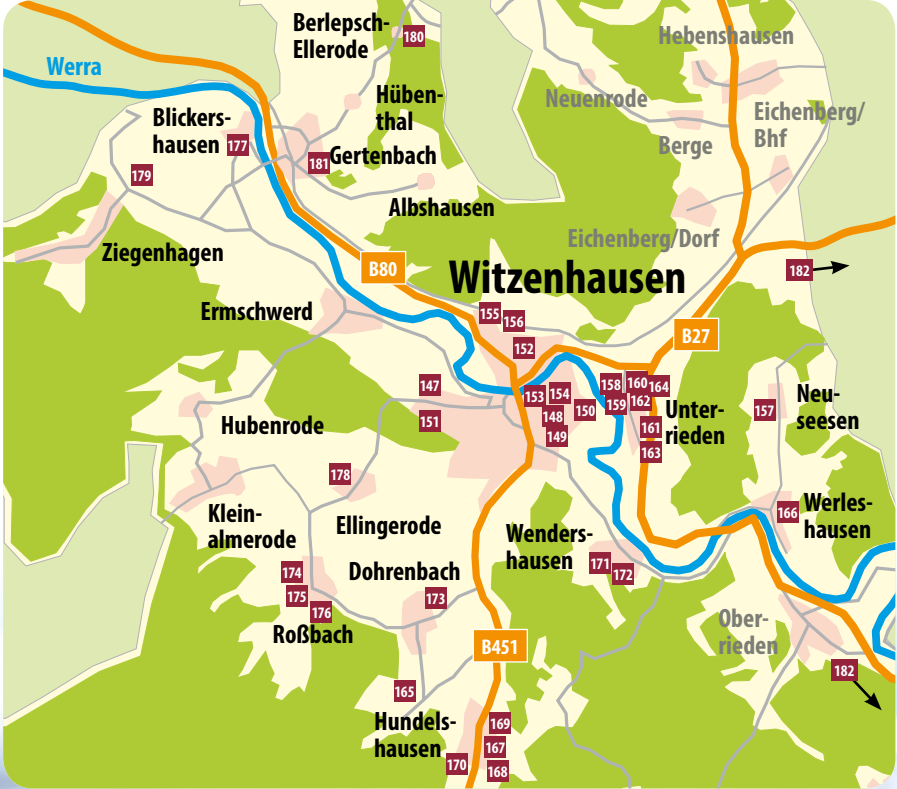 Berlepsch-
Ellerode
180
Hebenshausen
Werra
Neuenrode
Hüben-
thal
Eichenberg/
Bhf
Blickers-
hausen
177
Berge
181
Gertenbach
179
Albshausen
Ziegenhagen
Eichenberg/Dorf
B80
Witzenhausen
182
Ermschwerd
155
156
B27
152
147
153
154
158
160
164
159
162
Neu-
seesen
157
151
148
150
149
161
163
Unter-
rieden
Hubenrode
178
Klein-
almerode
Ellingerode
Wenders-
hausen
166
Werles-
hausen
171
172
174
175
176
Dohrenbach
173
Roßbach
B451
Ober-
rieden
182
165
Hundels-
hausen
169
167
170
168